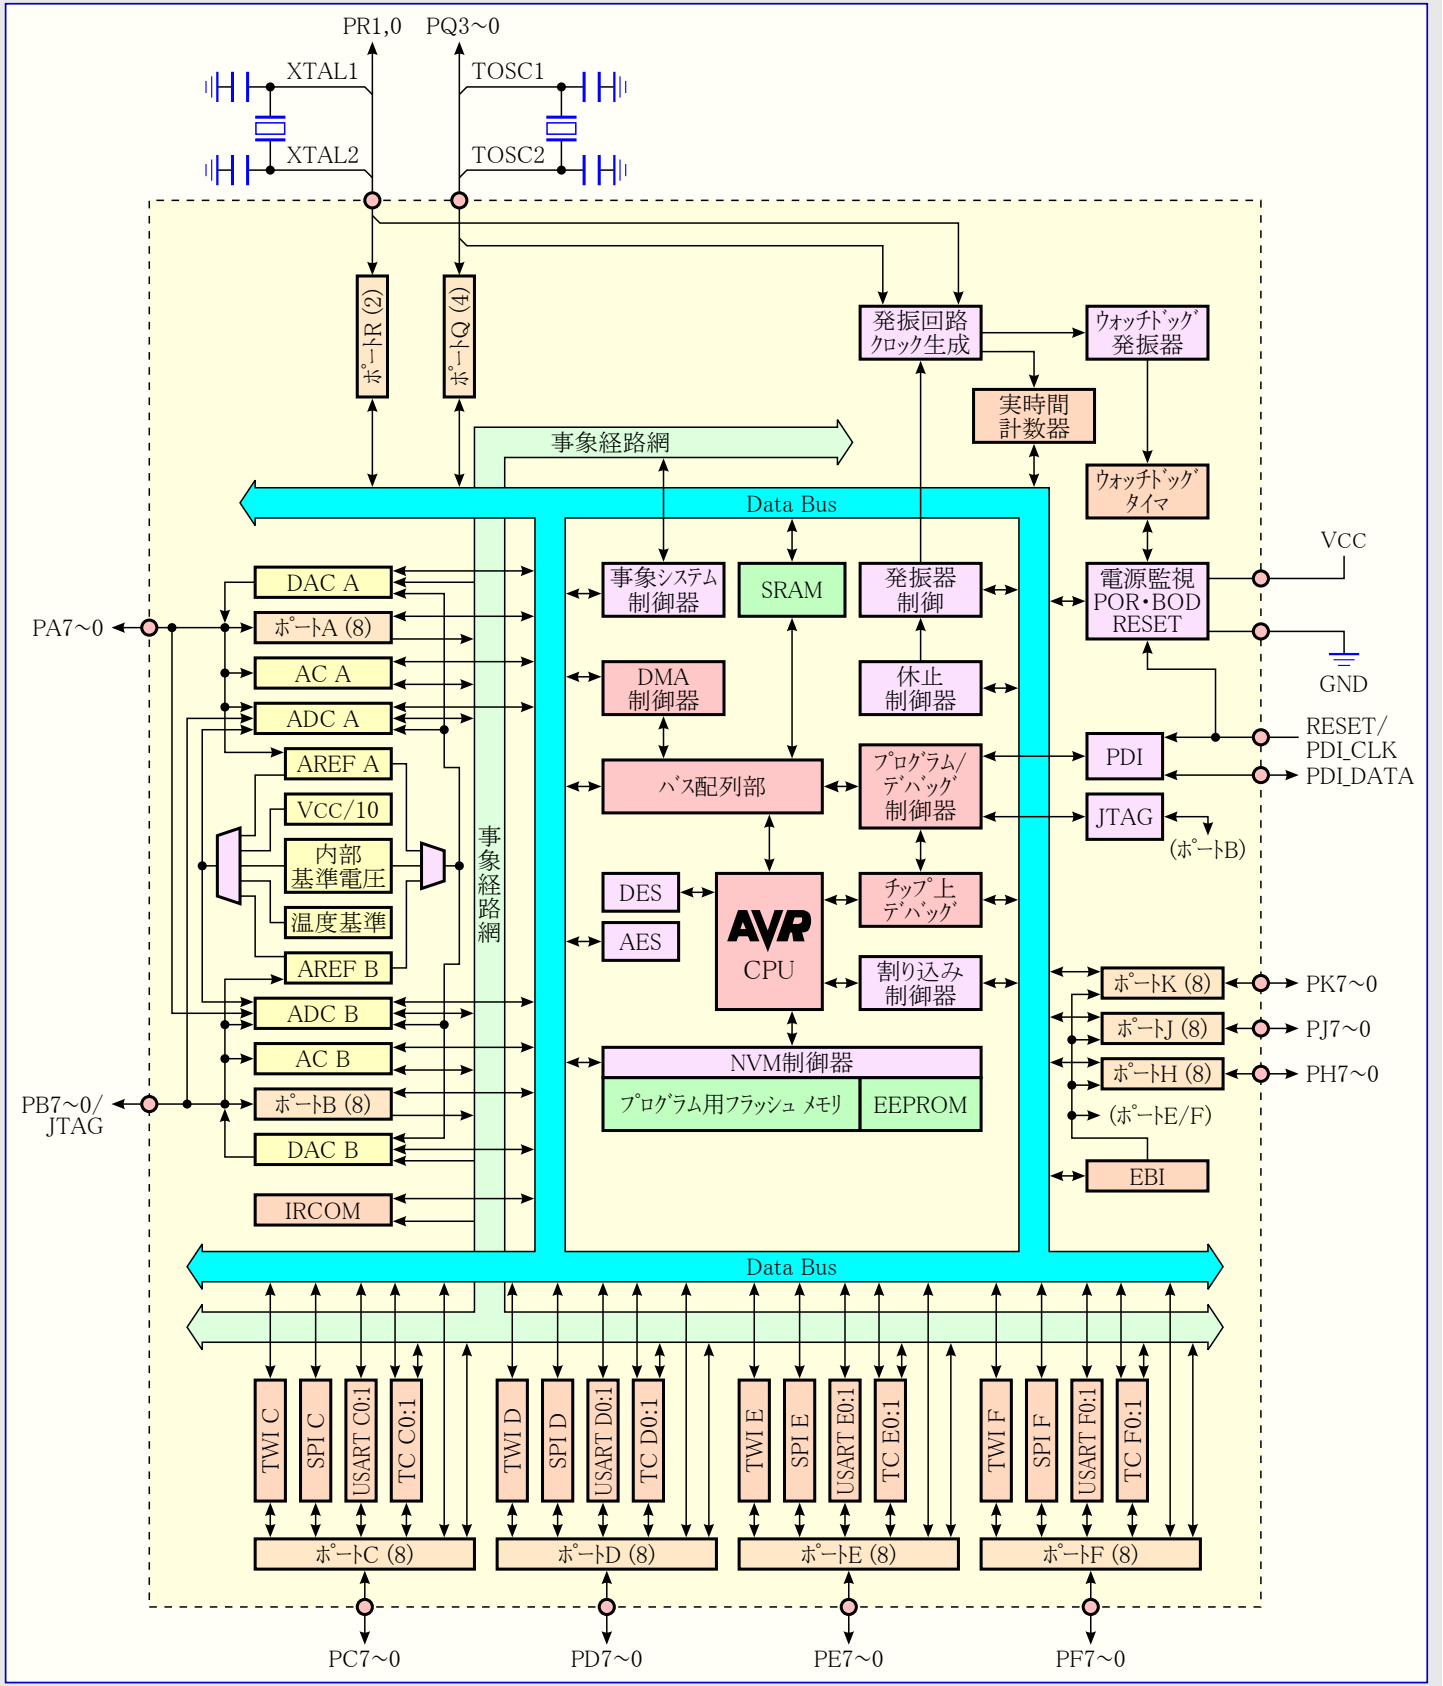 PR1,0
PQ3～0
XTAL1
TOSC1
XTAL2
TOSC2
ﾎﾟｰﾄR (2)
ﾎﾟｰﾄQ (4)
発振回路
ｸﾛｯｸ生成
ｳｫｯﾁﾄﾞｯｸﾞ
発振器
実時間
計数器
事象経路網
ｳｫｯﾁﾄﾞｯｸﾞ
ﾀｲﾏ
Data Bus
VCC
DAC A
事象ｼｽﾃﾑ
制御器
SRAM
発振器
制御
電源監視
POR･BOD
RESET
PA7～0
ﾎﾟｰﾄA (8)
AC A
DMA
制御器
休止
制御器
GND
ADC A
RESET/
PDI_CLK
PDI_DATA
AREF A
ﾊﾞｽ配列部
ﾌﾟﾛｸﾞﾗﾑ/
ﾃﾞﾊﾞｯｸﾞ
制御器
PDI
VCC/10
JTAG
(ﾎﾟｰﾄB)
事象経路網
内部
基準電圧
DES
AVR
CPU
ﾁｯﾌﾟ上
ﾃﾞﾊﾞｯｸﾞ
温度基準
AES
AREF B
割り込み
制御器
ﾎﾟｰﾄK (8)
PK7～0
ADC B
ﾎﾟｰﾄJ (8)
PJ7～0
AC B
NVM制御器
ﾎﾟｰﾄH (8)
PH7～0
PB7～0/
JTAG
ﾎﾟｰﾄB (8)
ﾌﾟﾛｸﾞﾗﾑ用ﾌﾗｯｼｭ ﾒﾓﾘ
EEPROM
(ﾎﾟｰﾄE/F)
DAC B
EBI
IRCOM
Data Bus
TWI C
SPI C
USART C0:1
TC C0:1
TWI D
SPI D
USART D0:1
TC D0:1
TWI E
SPI E
USART E0:1
TC E0:1
TWI F
SPI F
USART F0:1
TC F0:1
ﾎﾟｰﾄC (8)
ﾎﾟｰﾄD (8)
ﾎﾟｰﾄE (8)
ﾎﾟｰﾄF (8)
PC7～0
PD7～0
PE7～0
PF7～0